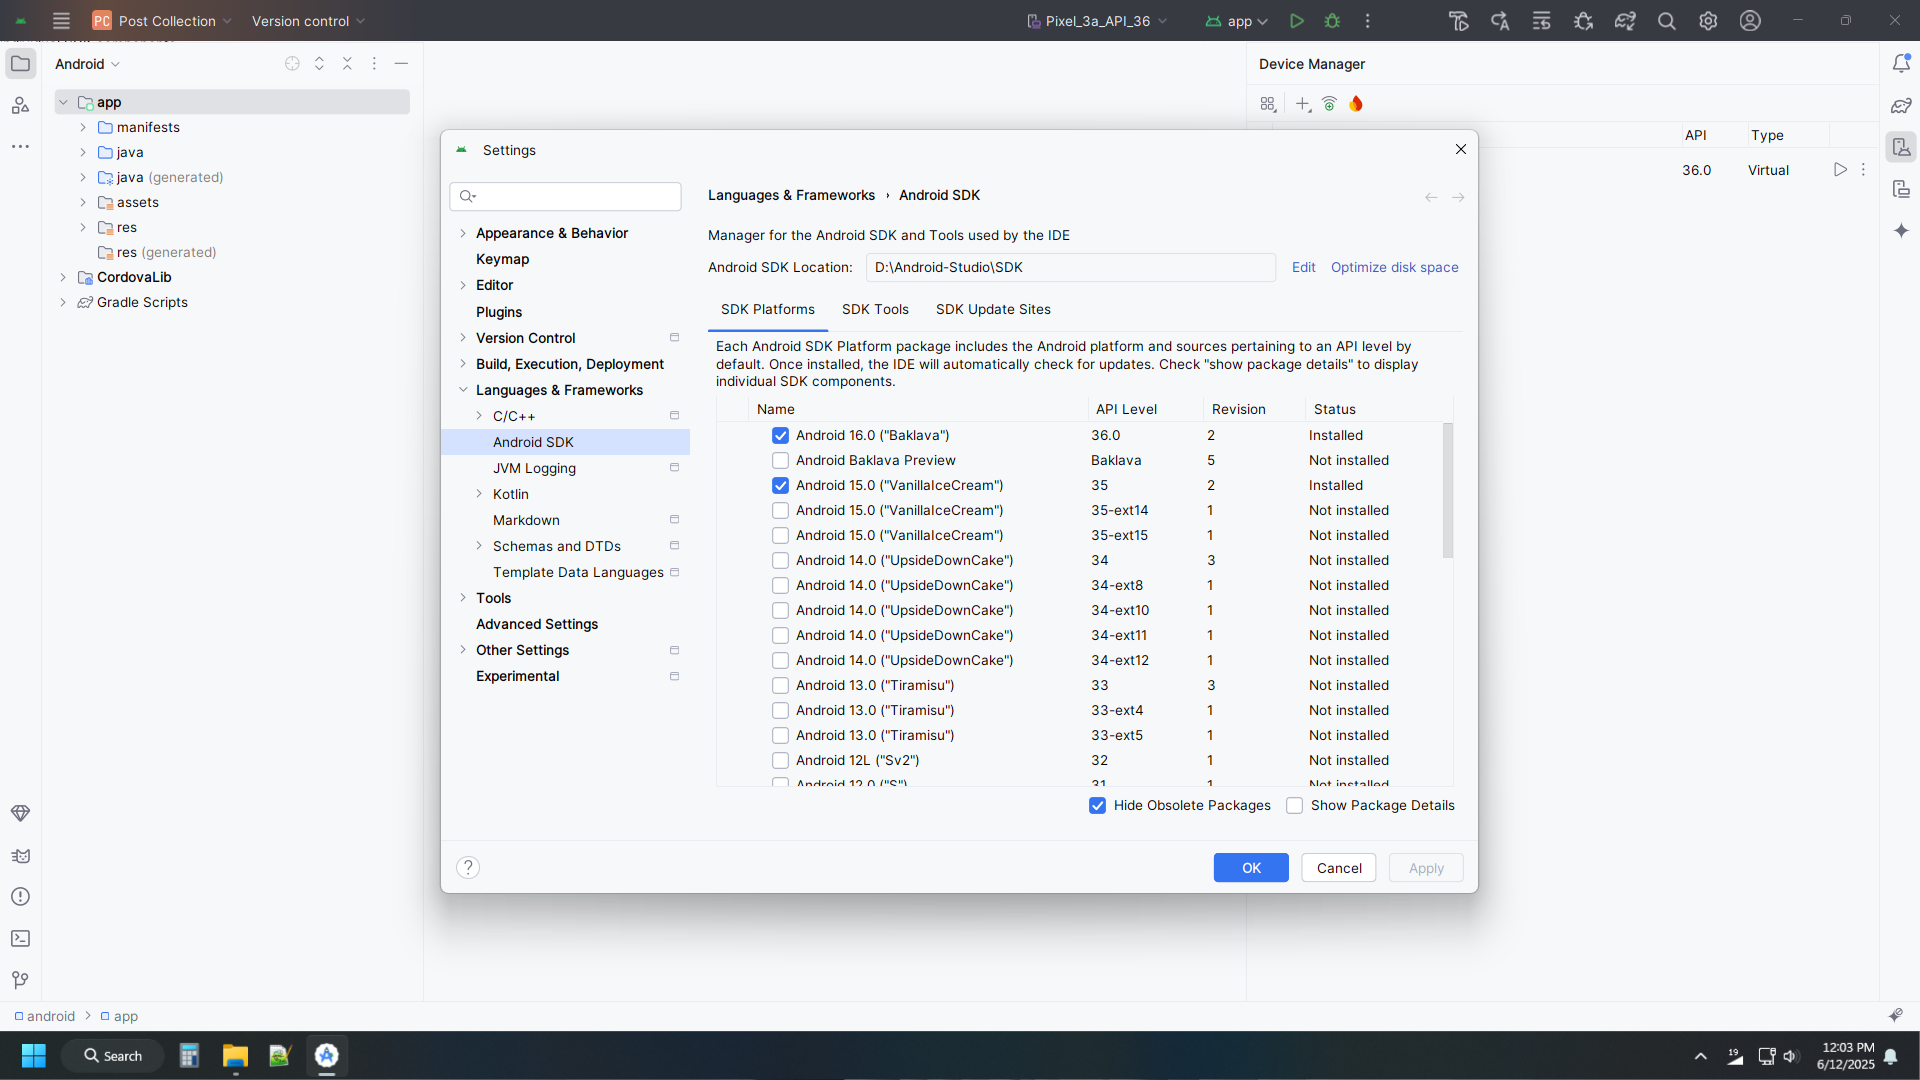 PC Post Collection
Version control
Pixel_3a_API_36
app
Android
app
manifests
java
java (generated)
assets
res
res (generated)
CordovaLib
Gradle Scripts
Device Manager
API Type
36.0 Virtual
Settings
Appearance & Behavior
Keymap
Editor
Plugins
Version Control
Build, Execution, Deployment
Languages & Frameworks
C/C++
Android SDK
JVM Logging
Kotlin
Markdown
Schemas and DTDs
Template Data Languages
Tools
Advanced Settings
Other Settings
Experimental
Languages & Frameworks › Android SDK
Manager for the Android SDK and Tools used by the IDE
Android SDK Location: D:\Android-Studio\SDK Edit Optimize disk space
SDK Platforms SDK Tools SDK Update Sites
Each Android SDK Platform package includes the Android platform and sources pertaining to an API level by
default. Once installed, the IDE will automatically check for updates. Check "show package details" to display
individual SDK components.
Name API Level Revision Status
Android 16.0 ("Baklava") 36.0 2 Installed
Android Baklava Preview Baklava 5 Not installed
Android 15.0 ("VanillaIceCream") 35 2 Installed
Android 15.0 ("VanillaIceCream") 35-ext14 1 Not installed
Android 15.0 ("VanillaIceCream") 35-ext15 1 Not installed
Android 14.0 ("UpsideDownCake") 34 3 Not installed
Android 14.0 ("UpsideDownCake") 34-ext8 1 Not installed
Android 14.0 ("UpsideDownCake") 34-ext10 1 Not installed
Android 14.0 ("UpsideDownCake") 34-ext11 1 Not installed
Android 14.0 ("UpsideDownCake") 34-ext12 1 Not installed
Android 13.0 ("Tiramisu") 33 3 Not installed
Android 13.0 ("Tiramisu") 33-ext4 1 Not installed
Android 13.0 ("Tiramisu") 33-ext5 1 Not installed
Android 12L ("Sv2") 32 1 Not installed
Android 12.0 ("S") 31 1 Not installed
Hide Obsolete Packages Show Package Details
? OK Cancel Apply
android > app
Search
19
12:03 PM
6/12/2025